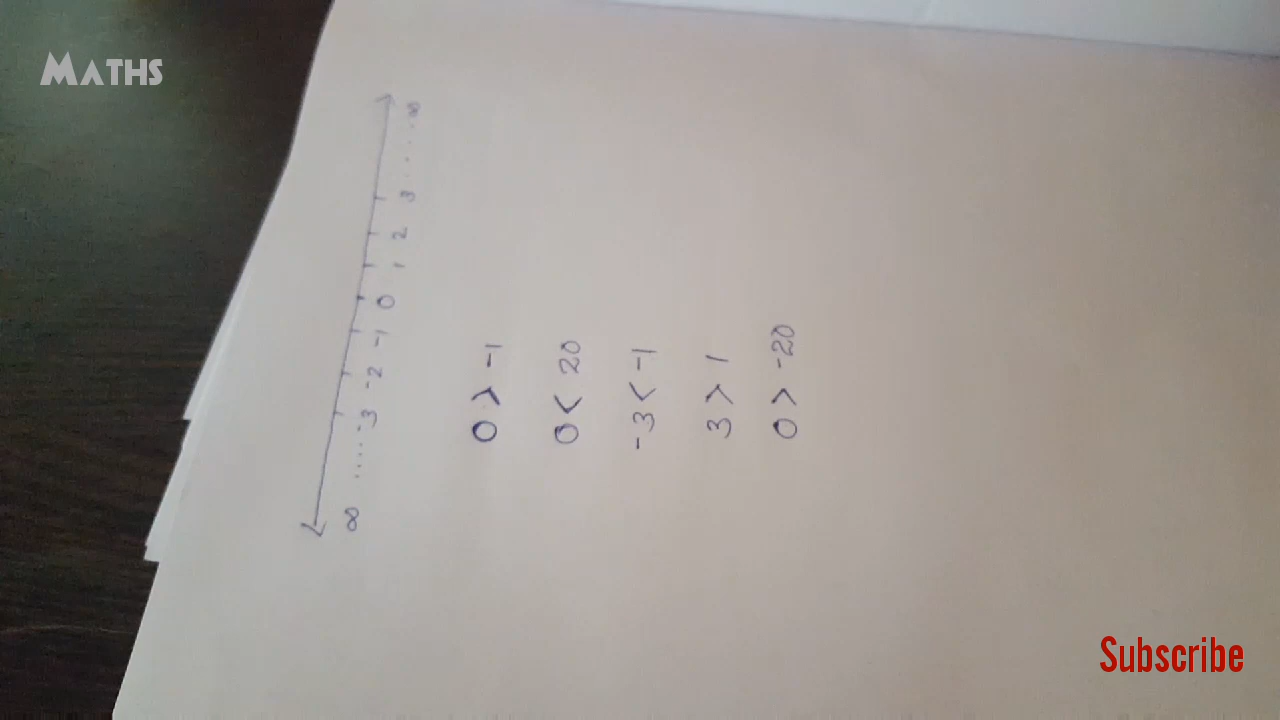 MATHS
∞ ..... -3 -2 -1 0 1 2 3 ..... ∞
0 > -1
0 < 20
-3 < -1
3 > 1
0 > -20
Subscribe